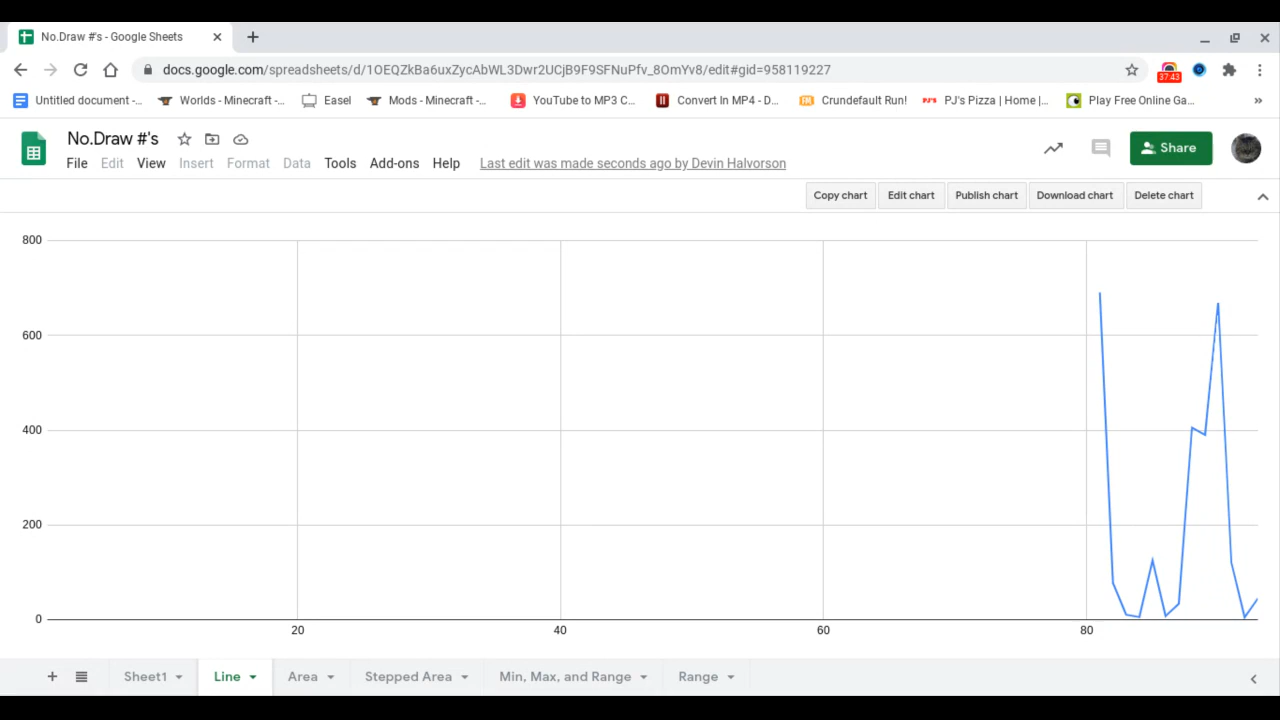 No.Draw #'s - Google Sheets
docs.google.com/spreadsheets/d/1OEQZkBa6uxZycAbWL3Dwr2UCjB9F9SFNuPfv_8OmYv8/edit#gid=958119227
37:43
Untitled document -...
Worlds - Minecraft -...
Easel
Mods - Minecraft -...
YouTube to MP3 C...
Convert In MP4 - D...
Crundefault Run!
PJ's Pizza | Home |...
Play Free Online Ga...
No.Draw #'s
Share
File Edit View Insert Format Data Tools Add-ons Help Last edit was made seconds ago by Devin Halvorson
Copy chart Edit chart Publish chart Download chart Delete chart
800
600
400
200
0
20 40 60 80
Sheet1 Line Area Stepped Area Min, Max, and Range Range